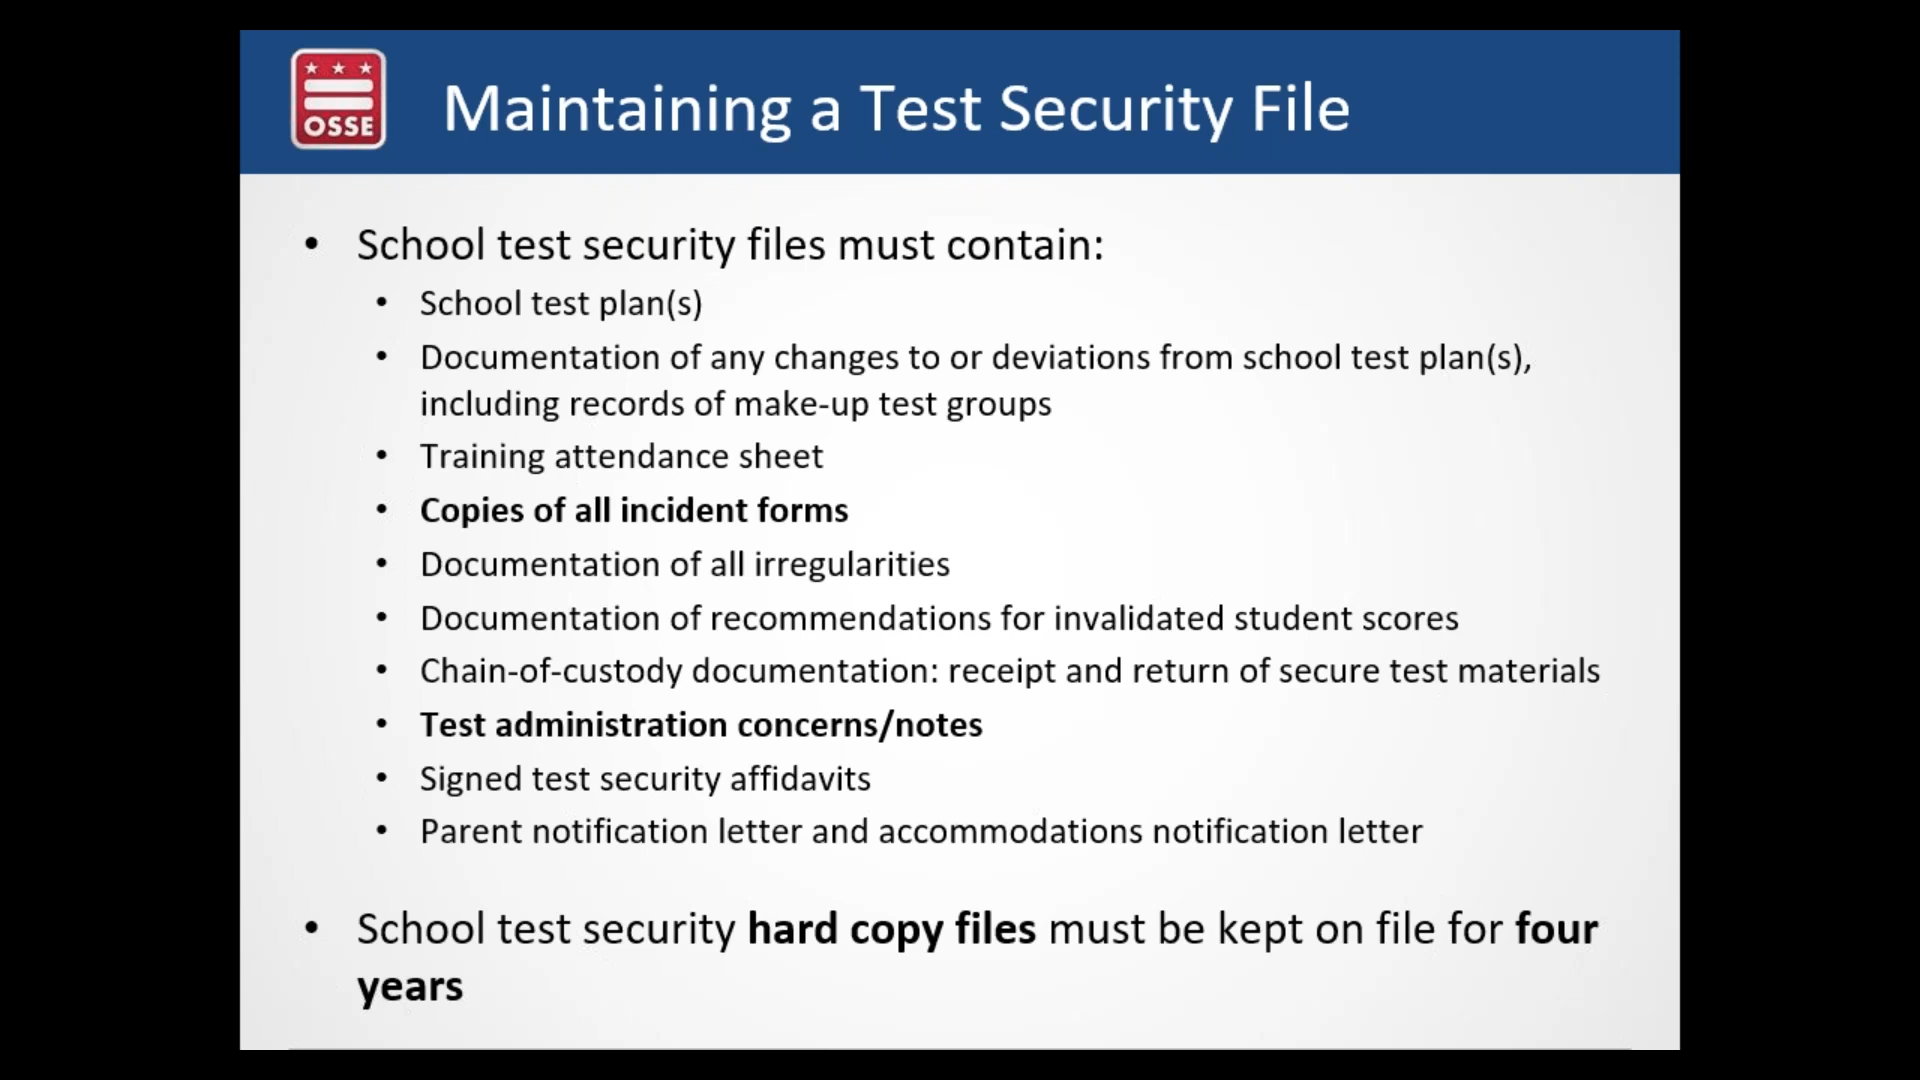 OSSE
Maintaining a Test Security File
• School test security files must contain:
• School test plan(s)
• Documentation of any changes to or deviations from school test plan(s),
including records of make-up test groups
• Training attendance sheet
• Copies of all incident forms
• Documentation of all irregularities
• Documentation of recommendations for invalidated student scores
• Chain-of-custody documentation: receipt and return of secure test materials
• Test administration concerns/notes
• Signed test security affidavits
• Parent notification letter and accommodations notification letter
• School test security hard copy files must be kept on file for four
years